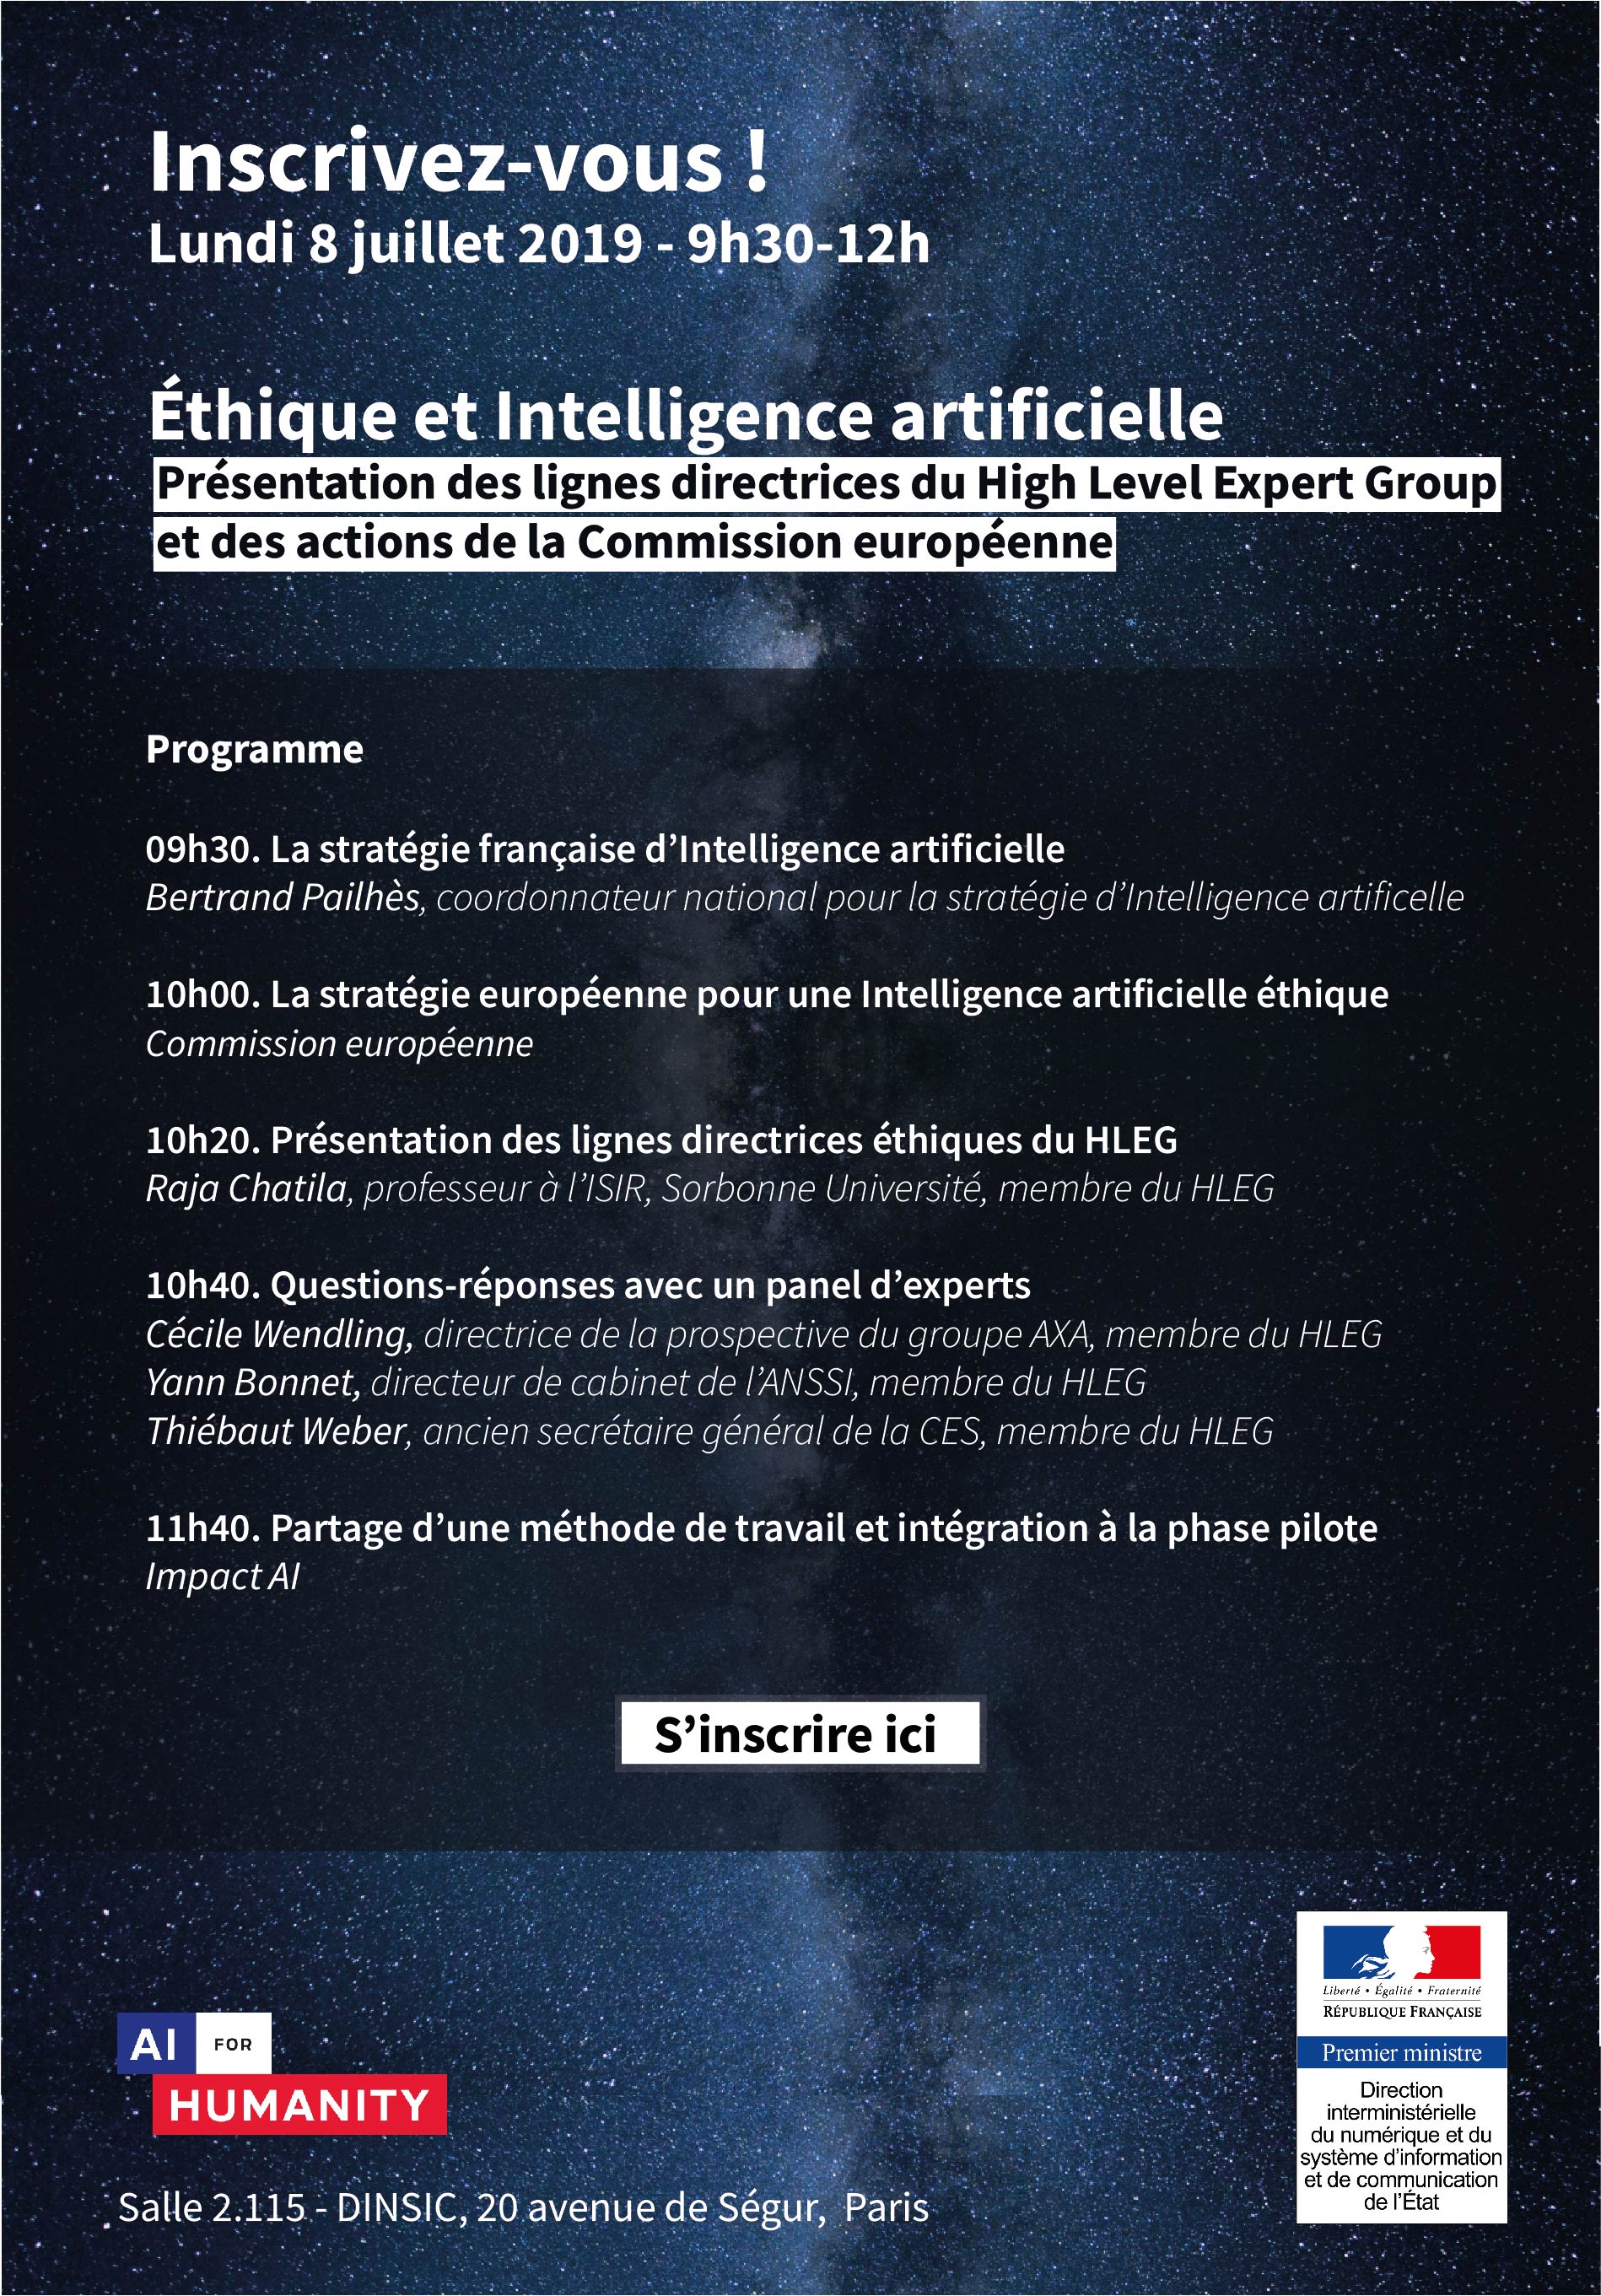 Inscrivez-vous !
Lundi 8 juillet 2019 - 9h30-12h
Éthique et Intelligence artificielle
Présentation des lignes directrices du High Level Expert Group
et des actions de la Commission européenne
Programme
09h30. La stratégie française d’Intelligence artificielle
Bertrand Pailhès, coordonnateur national pour la stratégie d’Intelligence artificelle
10h00. La stratégie européenne pour une Intelligence artificielle éthique
Commission européenne
10h20. Présentation des lignes directrices éthiques du HLEG
Raja Chatila, professeur à l’ISIR, Sorbonne Université, membre du HLEG
10h40. Questions-réponses avec un panel d’experts
Cécile Wendling, directrice de la prospective du groupe AXA, membre du HLEG
Yann Bonnet, directeur de cabinet de l’ANSSI, membre du HLEG
Thiébaut Weber, ancien secrétaire général de la CES, membre du HLEG
11h40. Partage d’une méthode de travail et intégration à la phase pilote
Impact AI
S’inscrire ici
AI FOR
HUMANITY
Salle 2.115 - DINSIC, 20 avenue de Ségur, Paris
Liberté • Égalité • Fraternité
RÉPUBLIQUE FRANÇAISE
Premier ministre
Direction
interministérielle
du numérique et du
système d’information
et de communication
de l’État